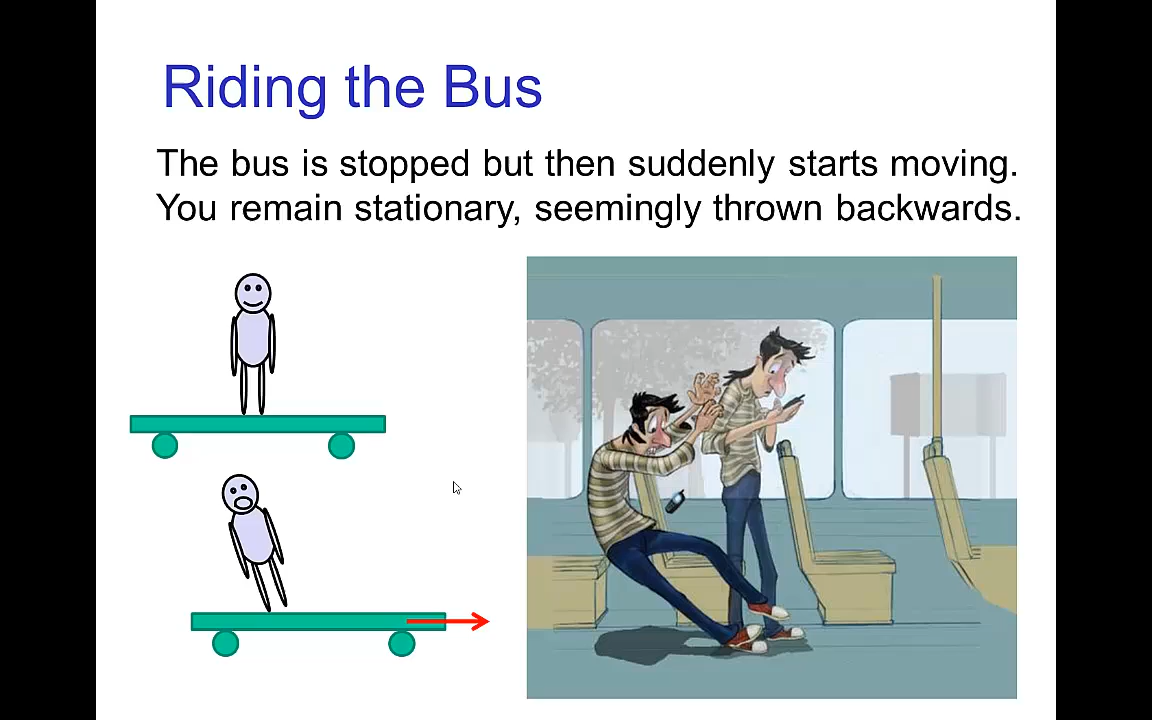 Riding the Bus
The bus is stopped but then suddenly starts moving.
You remain stationary, seemingly thrown backwards.